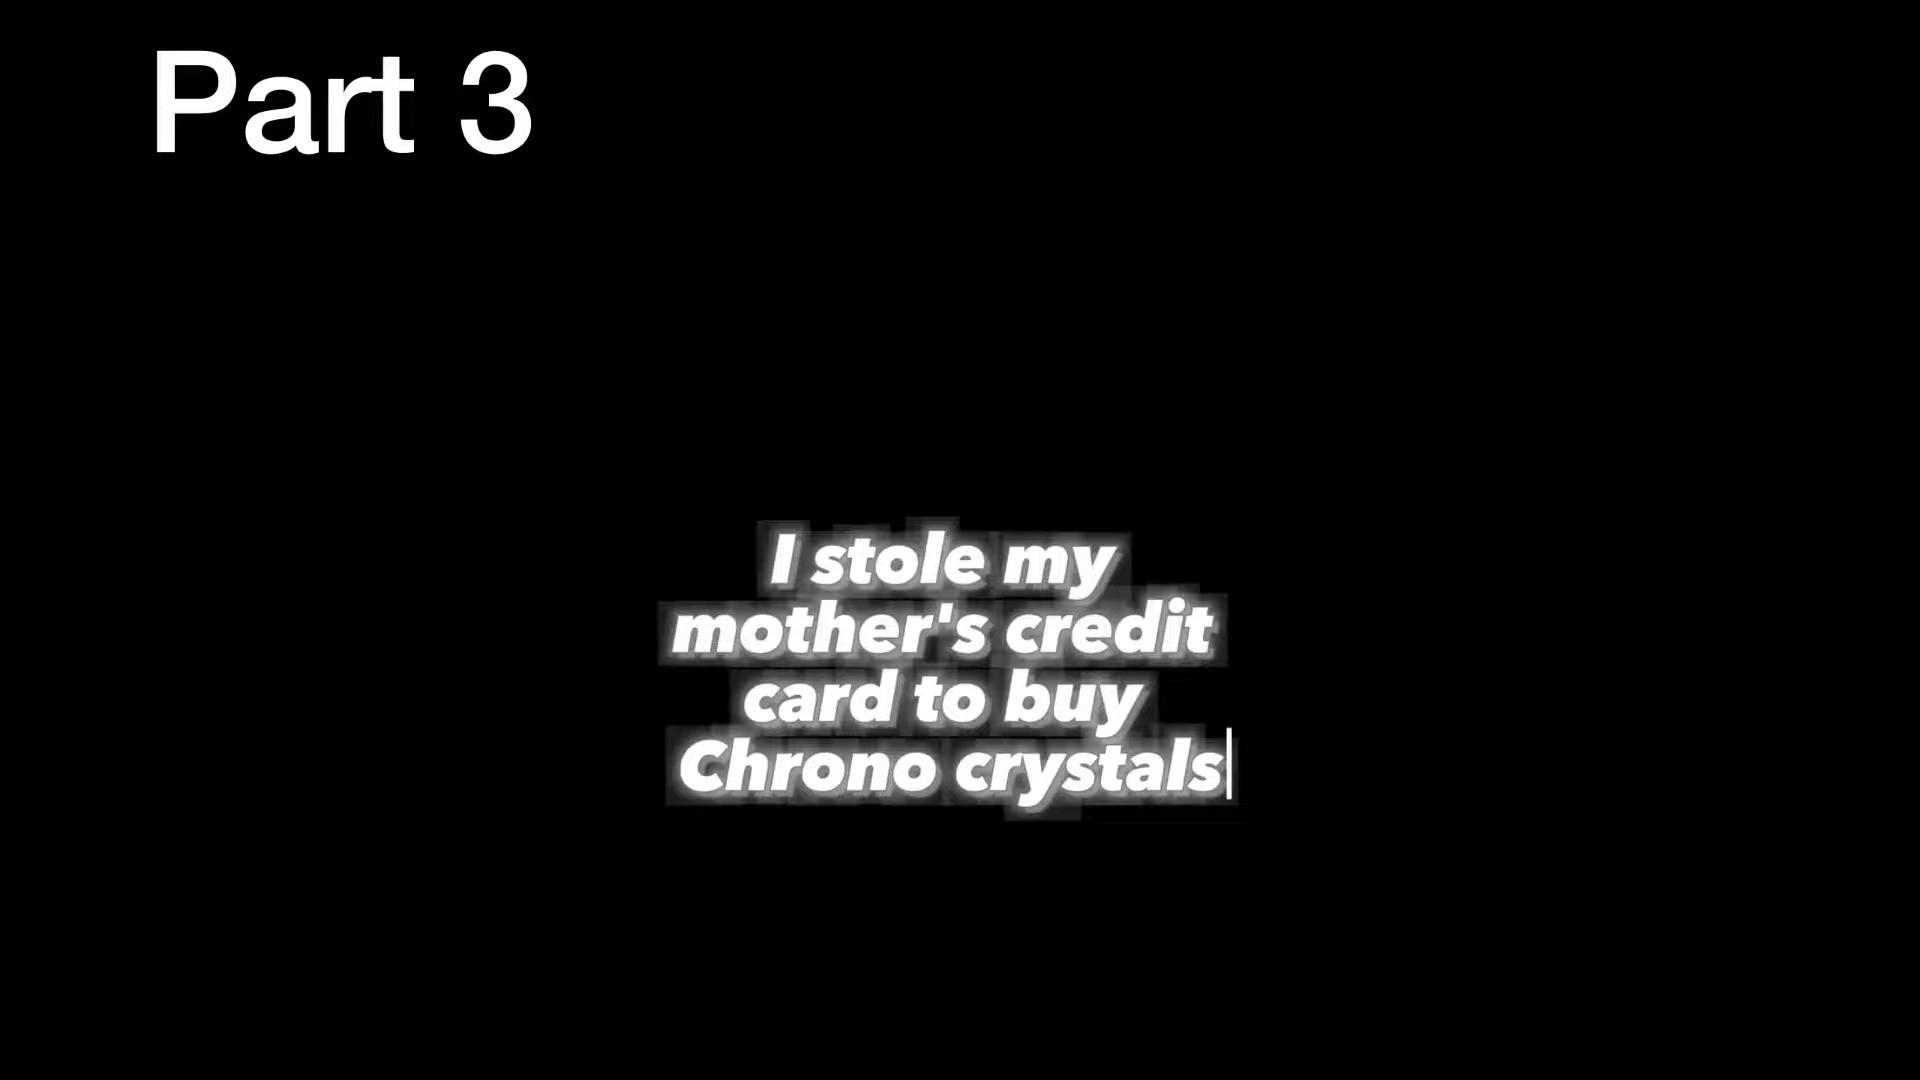 Part 3
I stole my
mother's credit
card to buy
Chrono crystals